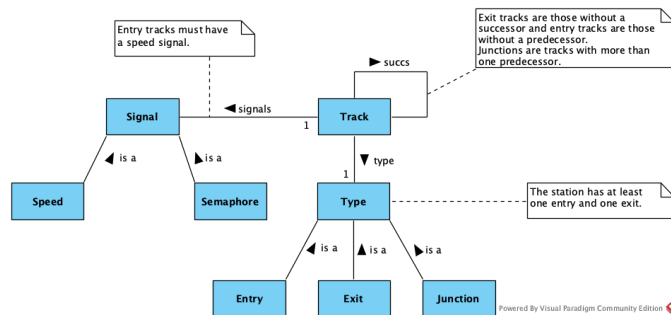 Entry tracks must have
a speed signal.
Exit tracks are those without a
successor and entry tracks are those
without a predecessor.
Junctions are tracks with more than
one predecessor.
succs
Signal
signals
1
Track
is a
is a
type
1
Speed
Semaphore
Type
The station has at least
one entry and one exit.
is a
is a
is a
Entry
Exit
Junction
Powered By Visual Paradigm Community Edition